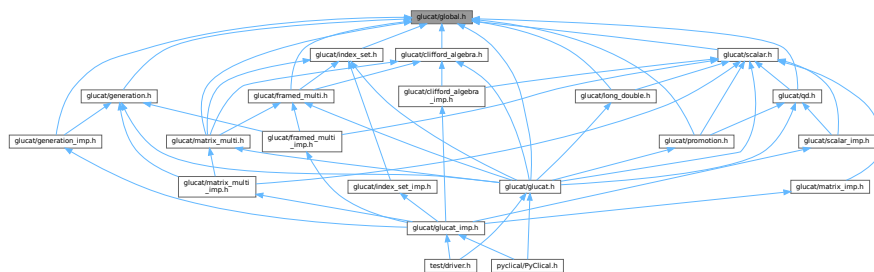 glucat/global.h
glucat/index_set.h
glucat/clifford_algebra.h
glucat/scalar.h
glucat/generation.h
glucat/framed_multi.h
glucat/clifford_algebra
_imp.h
glucat/long_double.h
glucat/qd.h
glucat/generation_imp.h
glucat/matrix_multi.h
glucat/framed_multi
_imp.h
glucat/promotion.h
glucat/scalar_imp.h
glucat/matrix_multi
_imp.h
glucat/index_set_imp.h
glucat/glucat.h
glucat/matrix_imp.h
glucat/glucat_imp.h
test/driver.h
pyclical/PyClical.h